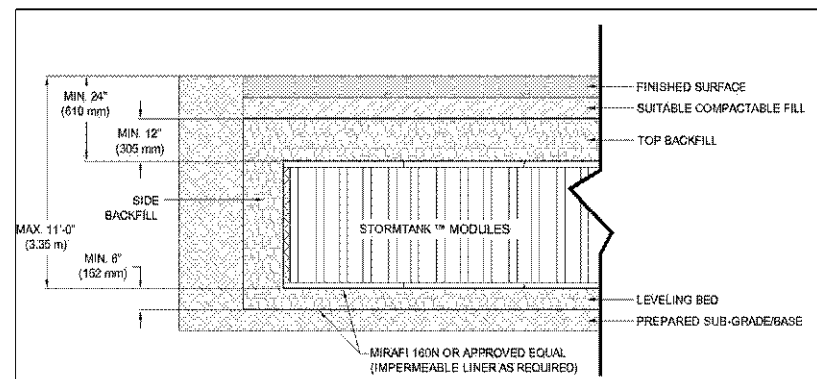 FINISHED SURFACE
SUITABLE COMPACTABLE FILL
MIN. 24"
(610 mm)
MIN. 12"
(305 mm)
TOP BACKFILL
SIDE
BACKFILL
STORMTANK ™ MODULES
MAX. 11'-0"
(3.35 m)
MIN. 6"
(152 mm)
LEVELING BED
PREPARED SUB-GRADE/BASE
MIRAFI 160N OR APPROVED EQUAL
(IMPERMEABLE LINER AS REQUIRED)